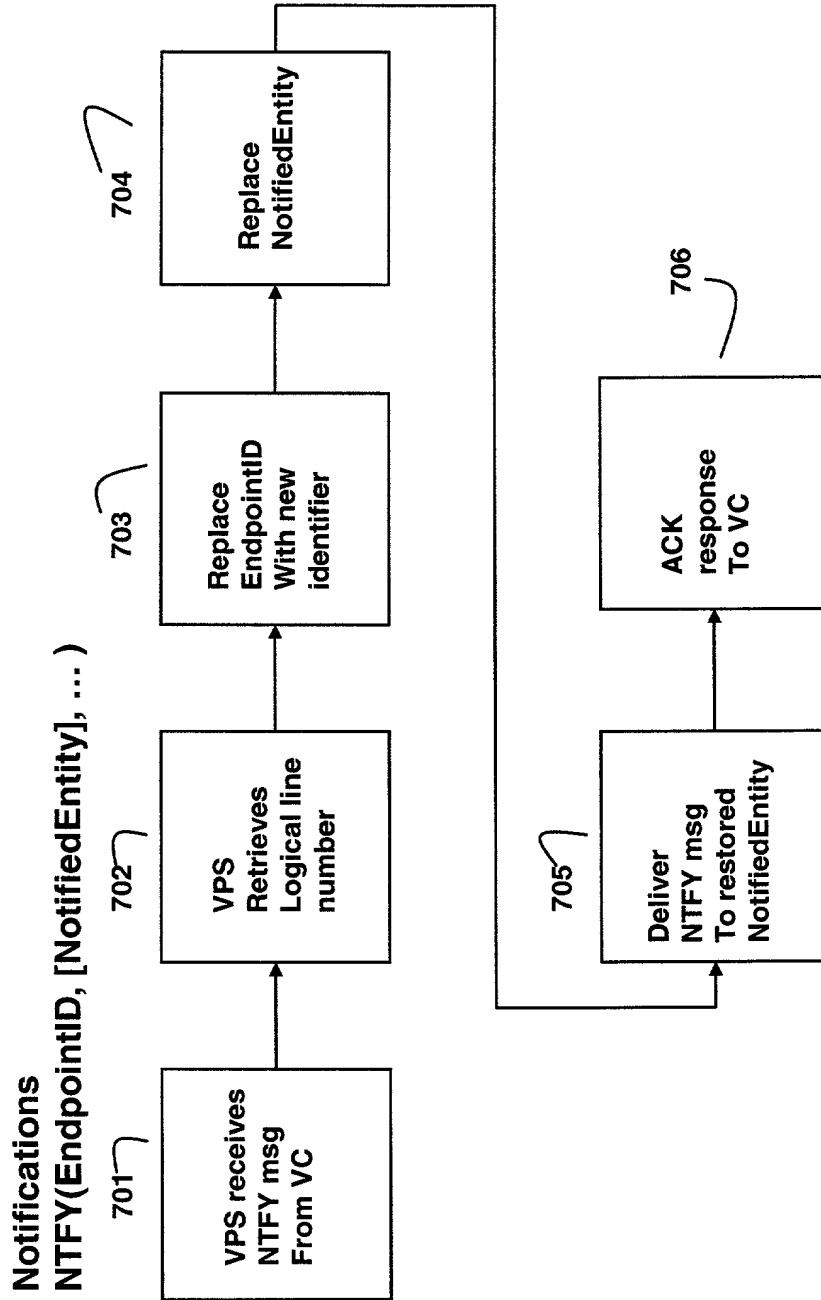 Notifications
NTFY(EndpointID, [NotifiedEntity], ... )
701
VPS receives
NTFY msg
From VC
702
VPS
Retrieves
Logical line
number
703
Replace
EndpointID
With new
identifier
704
Replace
NotifiedEntity
705
Deliver
NTFY msg
To restored
NotifiedEntity
706
ACK
response
To VC